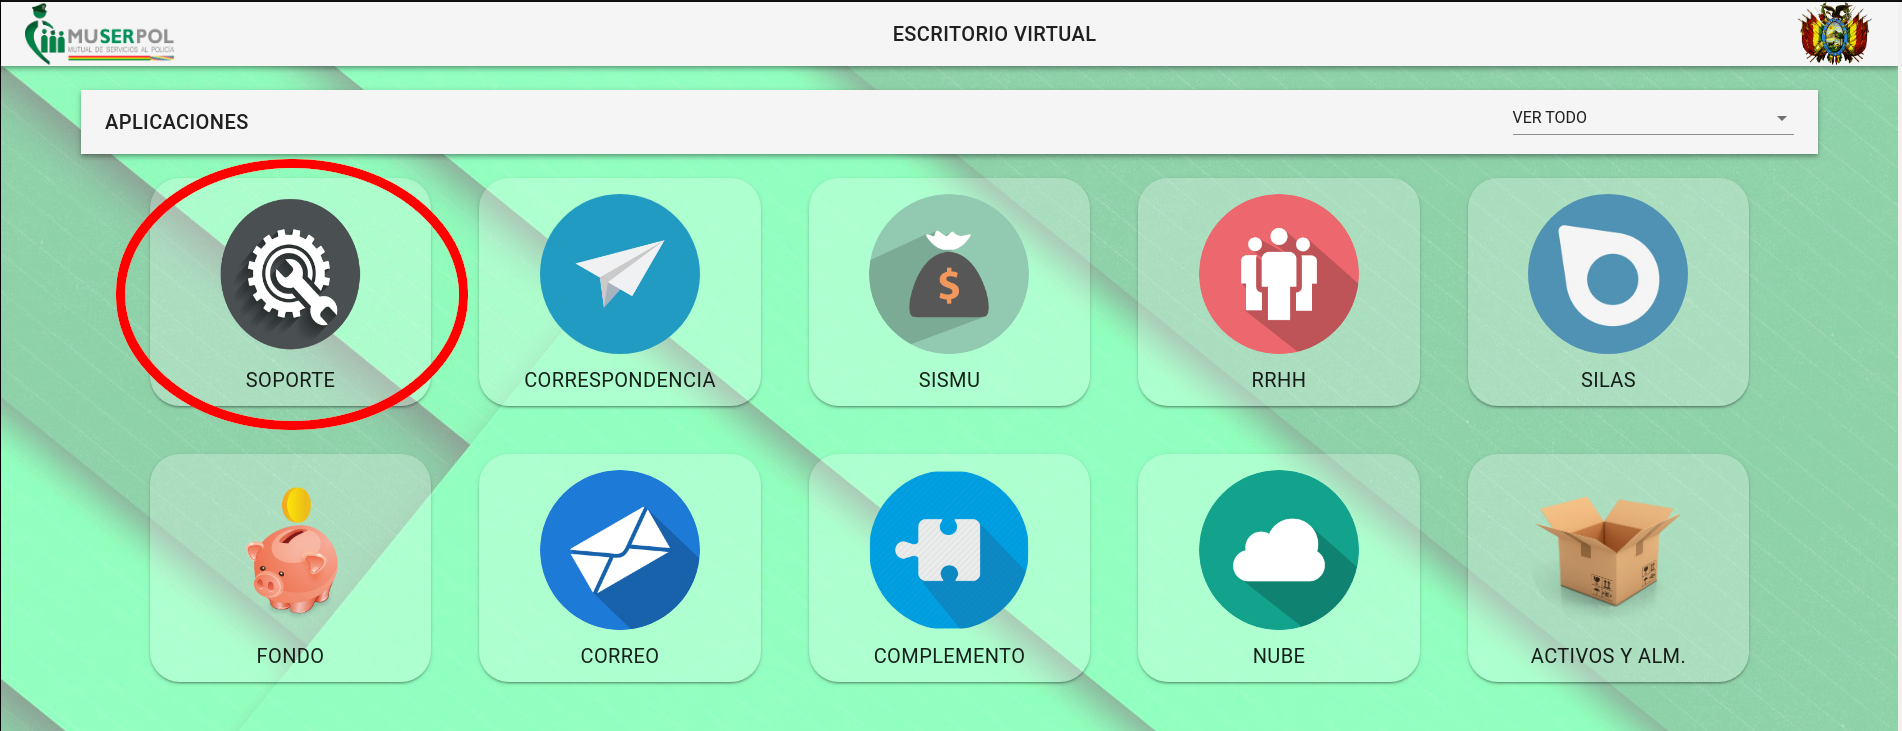 MUSERPOL
MUTUAL DE SERVICIOS AL POLICÍA
ESCRITORIO VIRTUAL
APLICACIONES
VER TODO
SOPORTE
CORRESPONDENCIA
$
SISMU
RRHH
SILAS
FONDO
CORREO
COMPLEMENTO
NUBE
ACTIVOS Y ALM.